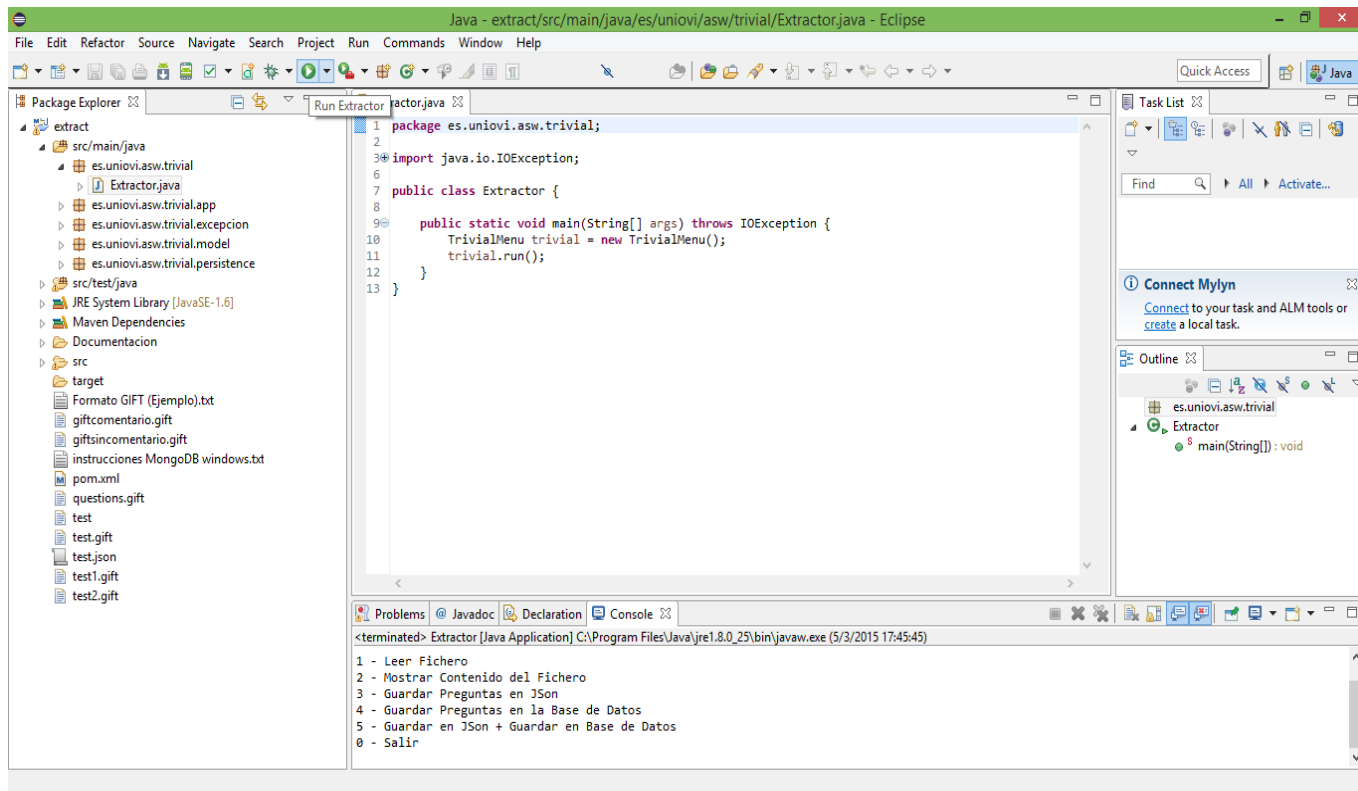 Java - extract/src/main/java/es/uniovi/asw/trivial/Extractor.java - Eclipse
File Edit Refactor Source Navigate Search Project Run Commands Window Help
Quick Access
Java
Package Explorer
extract
src/main/java
es.uniovi.asw.trivial
Extractor.java
es.uniovi.asw.trivial.app
es.uniovi.asw.trivial.excepcion
es.uniovi.asw.trivial.model
es.uniovi.asw.trivial.persistence
src/test/java
JRE System Library [JavaSE-1.6]
Maven Dependencies
Documentacion
src
target
Formato GIFT (Ejemplo).txt
giftcomentario.gift
giftsincomentario.gift
instrucciones MongoDB windows.txt
pom.xml
questions.gift
test
test.gift
test.json
test1.gift
test2.gift
Run Extractor
ractor.java
1 package es.uniovi.asw.trivial;
2
3 import java.io.IOException;
6
7 public class Extractor {
8
9 public static void main(String[] args) throws IOException {
10 TrivialMenu trivial = new TrivialMenu();
11 trivial.run();
12 }
13 }
Task List
Find
All
Activate...
Connect Mylyn
Connect to your task and ALM tools or
create a local task.
Outline
es.uniovi.asw.trivial
Extractor
main(String[]) : void
Problems @ Javadoc Declaration Console
<terminated> Extractor [Java Application] C:\Program Files\Java\jre1.8.0_25\bin\javaw.exe (5/3/2015 17:45:45)
1 - Leer Fichero
2 - Mostrar Contenido del Fichero
3 - Guardar Preguntas en JSon
4 - Guardar Preguntas en la Base de Datos
5 - Guardar en JSon + Guardar en Base de Datos
0 - Salir